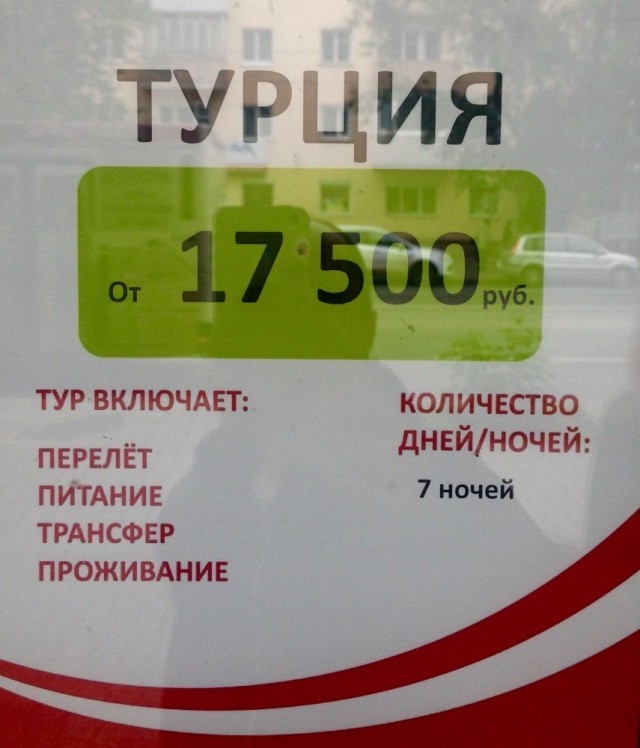 ТУРЦИЯ
От 17 500 руб.
ТУР ВКЛЮЧАЕТ:
ПЕРЕЛЁТ
ПИТАНИЕ
ТРАНСФЕР
ПРОЖИВАНИЕ
КОЛИЧЕСТВО
ДНЕЙ/НОЧЕЙ:
7 ночей